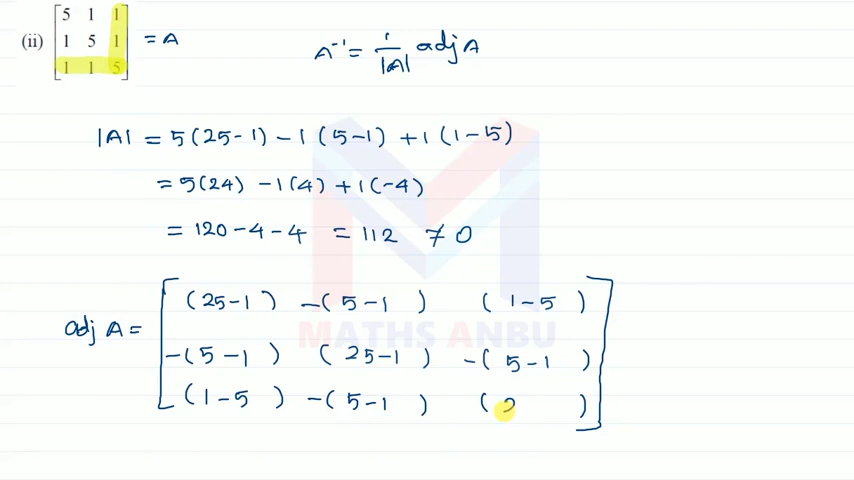 (ii) [5 1 1
1 5 1
1 1 5] = A
A⁻¹ = 1/|A| adj A
|A| = 5(25-1) -1(5-1) +1(1-5)
= 5(24) -1(4) +1(-4)
= 120-4-4 = 112 ≠ 0
adj A = [(25-1) -(5-1) (1-5)
-(5-1) (25-1) -(5-1)
(1-5) -(5-1) (2 )]
MATHS ANBU